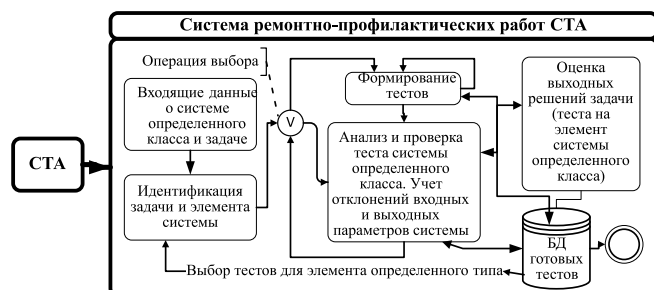 Система ремонтно-профилактических работ СТА
Операция выбора
Входящие данные
о системе
определенного
класса и задаче
V
Формирование
тестов
Оценка
выходных
решений задачи
(теста на
элемент
системы
определенного
класса)
СТА
Идентификация
задачи и элемента
системы
Анализ и проверка
теста системы
определенного
класса. Учет
отклонений входных
и выходных
параметров системы
БД
готовых
тестов
Выбор тестов для элемента определенного типа